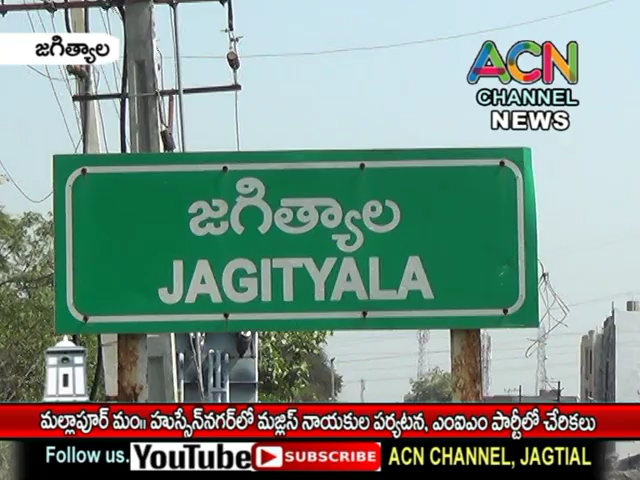 జగిత్యాల
ACN
CHANNEL
NEWS
జగిత్యాల
JAGITYALA
మల్లాపూర్ మం॥ హుస్సేన్‌నగర్‌లో మజ్లిస్ నాయకుల పర్యటన, ఎంఐఎం పార్టీలో చేరికలు
Follow us. YouTube SUBSCRIBE ACN CHANNEL, JAGTIAL